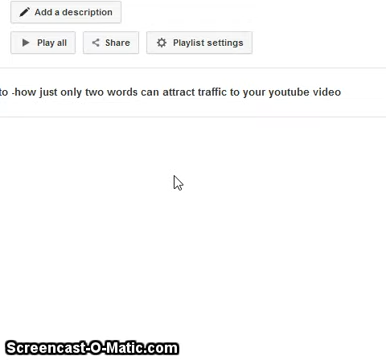 Add a description
Play all Share Playlist settings
to -how just only two words can attract traffic to your youtube video
Screencast-O-Matic.com